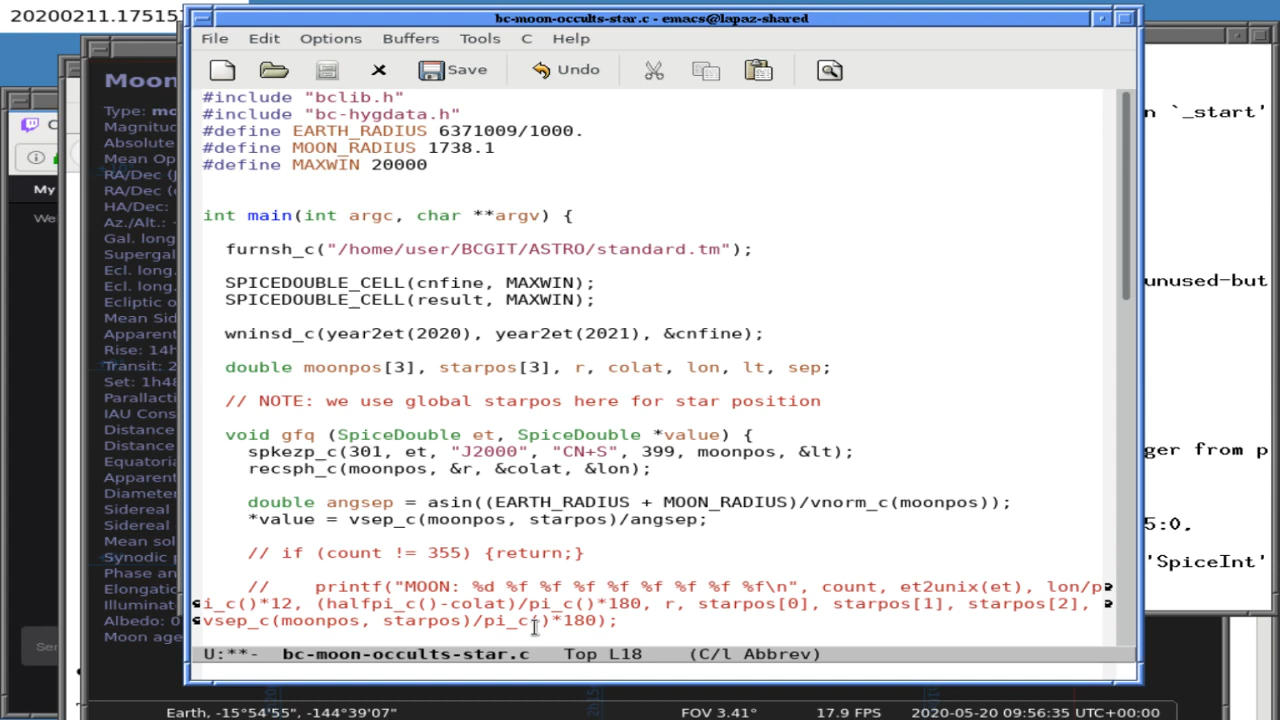 20200211.17515
bc-moon-occults-star.c - emacs@lapaz-shared
File Edit Options Buffers Tools C Help
Save Undo
#include "bclib.h"
#include "bc-hygdata.h"
#define EARTH_RADIUS 6371009/1000.
#define MOON_RADIUS 1738.1
#define MAXWIN 20000
int main(int argc, char **argv) {
furnsh_c("/home/user/BCGIT/ASTRO/standard.tm");
SPICEDOUBLE_CELL(cnfine, MAXWIN);
SPICEDOUBLE_CELL(result, MAXWIN);
wninsd_c(year2et(2020), year2et(2021), &cnfine);
double moonpos[3], starpos[3], r, colat, lon, lt, sep;
// NOTE: we use global starpos here for star position
void gfq (SpiceDouble et, SpiceDouble *value) {
spkezp_c(301, et, "J2000", "CN+S", 399, moonpos, &lt);
recsph_c(moonpos, &r, &colat, &lon);
double angsep = asin((EARTH_RADIUS + MOON_RADIUS)/vnorm_c(moonpos));
*value = vsep_c(moonpos, starpos)/angsep;
// if (count != 355) {return;}
//    printf("MOON: %d %f %f %f %f %f %f %f %f\n", count, et2unix(et), lon/p
i_c()*12, (halfpi_c()-colat)/pi_c()*180, r, starpos[0], starpos[1], starpos[2],
vsep_c(moonpos, starpos)/pi_c()*180);
U:**-  bc-moon-occults-star.c   Top L18    (C/l Abbrev)
Moon
Type: mo
Magnitud
Absolute
Mean Op
RA/Dec (J
RA/Dec (
HA/Dec:
Az./Alt.: -
Gal. long
Supergal
Ecl. long.
Ecl. long.
Ecliptic o
Mean Sid
Apparent
Rise: 14h
Transit: 2
Set: 1h48
Parallacti
IAU Cons
Distance
Distance
Equatoria
Apparent
Diameter
Sidereal
Sidereal
Mean sol
Synodic p
Phase an
Elongatio
Illuminat
Albedo: 0
Moon age
My
We
Ser
n `_start'
unused-but
ger from p
5:0,
'SpiceInt'
Earth, -15°54'55", -144°39'07" FOV 3.41° 17.9 FPS 2020-05-20 09:56:35 UTC+00:00